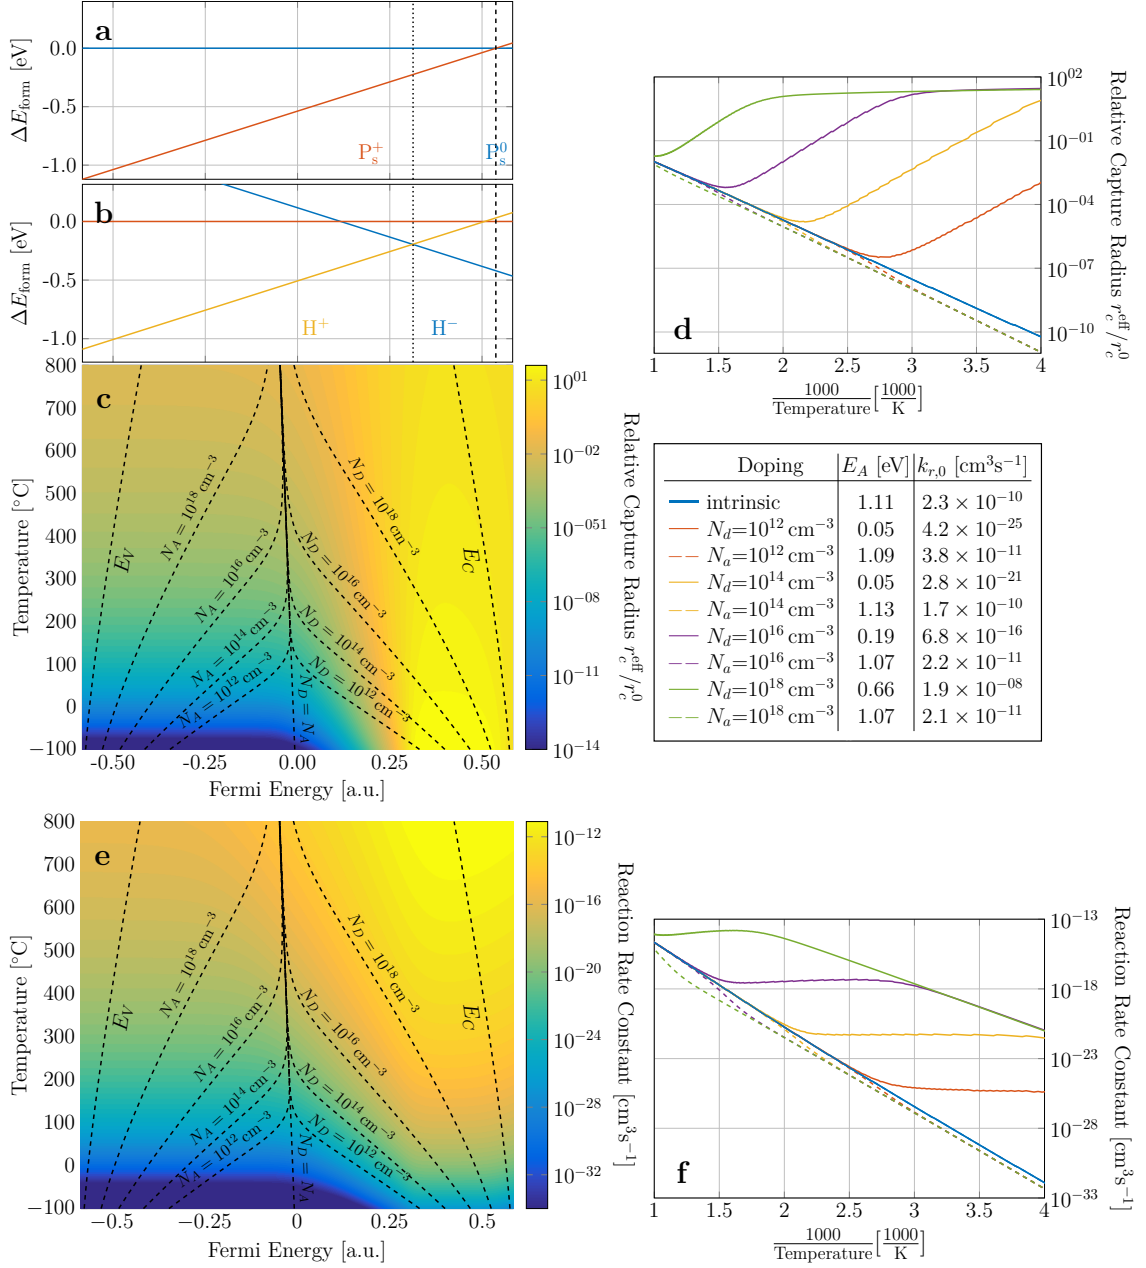 a
0.0
-0.5
-1.0
ΔE_form [eV]
P_s^+
P_s^0
b
0.0
-0.5
-1.0
ΔE_form [eV]
H^+
H^−
c
800
700
600
500
400
300
200
100
0
−100
Temperature [°C]
E_V
N_A = 10^18 cm^−3
N_A = 10^16 cm^−3
N_A = 10^14 cm^−3
N_A = 10^12 cm^−3
N_D = N_A
N_D = 10^18 cm^−3
N_D = 10^16 cm^−3
N_D = 10^14 cm^−3
N_D = 10^12 cm^−3
E_C
-0.50 -0.25 0.00 0.25 0.50
Fermi Energy [a.u.]
10^01
10^−02
10^−051
10^−08
10^−11
10^−14
Relative Capture Radius r_c^eff/r_c^0
d
10^02
10^−01
10^−04
10^−07
10^−10
Relative Capture Radius r_c^eff/r_c^0
1 1.5 2 2.5 3 3.5 4
1000/Temperature [1000/K]
Doping E_A [eV] k_r,0 [cm^3s^−1]
intrinsic 1.11 2.3 × 10^−10
N_d=10^12 cm^−3 0.05 4.2 × 10^−25
N_a=10^12 cm^−3 1.09 3.8 × 10^−11
N_d=10^14 cm^−3 0.05 2.8 × 10^−21
N_a=10^14 cm^−3 1.13 1.7 × 10^−10
N_d=10^16 cm^−3 0.19 6.8 × 10^−16
N_a=10^16 cm^−3 1.07 2.2 × 10^−11
N_d=10^18 cm^−3 0.66 1.9 × 10^−08
N_a=10^18 cm^−3 1.07 2.1 × 10^−11
e
800
700
600
500
400
300
200
100
0
−100
Temperature [°C]
E_V
N_A = 10^18 cm^−3
N_A = 10^16 cm^−3
N_A = 10^14 cm^−3
N_A = 10^12 cm^−3
N_D = N_A
N_D = 10^18 cm^−3
N_D = 10^16 cm^−3
N_D = 10^14 cm^−3
N_D = 10^12 cm^−3
E_C
−0.5 -0.25 0 0.25 0.5
Fermi Energy [a.u.]
10^−12
10^−16
10^−20
10^−24
10^−28
10^−32
Reaction Rate Constant [cm^3s^−1]
f
10^−13
10^−18
10^−23
10^−28
10^−33
Reaction Rate Constant [cm^3s^−1]
1 1.5 2 2.5 3 3.5 4
1000/Temperature [1000/K]